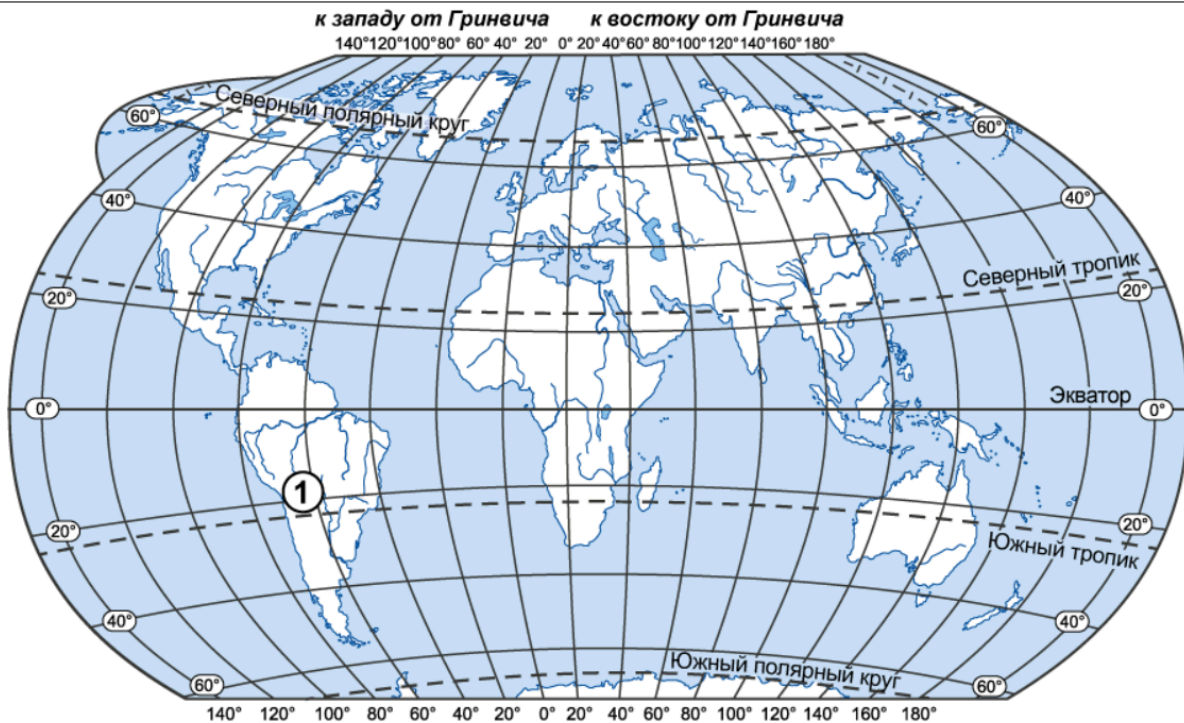 к западу от Гринвича к востоку от Гринвича
140° 120° 100° 80° 60° 40° 20° 0° 20° 40° 60° 80° 100° 120° 140° 160° 180°
Северный полярный круг
60° 60°
40° 40°
Северный тропик
20° 20°
Экватор
0° 0°
1
20° 20°
Южный тропик
40° 40°
Южный полярный круг
60° 60°
140° 120° 100° 80° 60° 40° 20° 0° 20° 40° 60° 80° 100° 120° 140° 180°